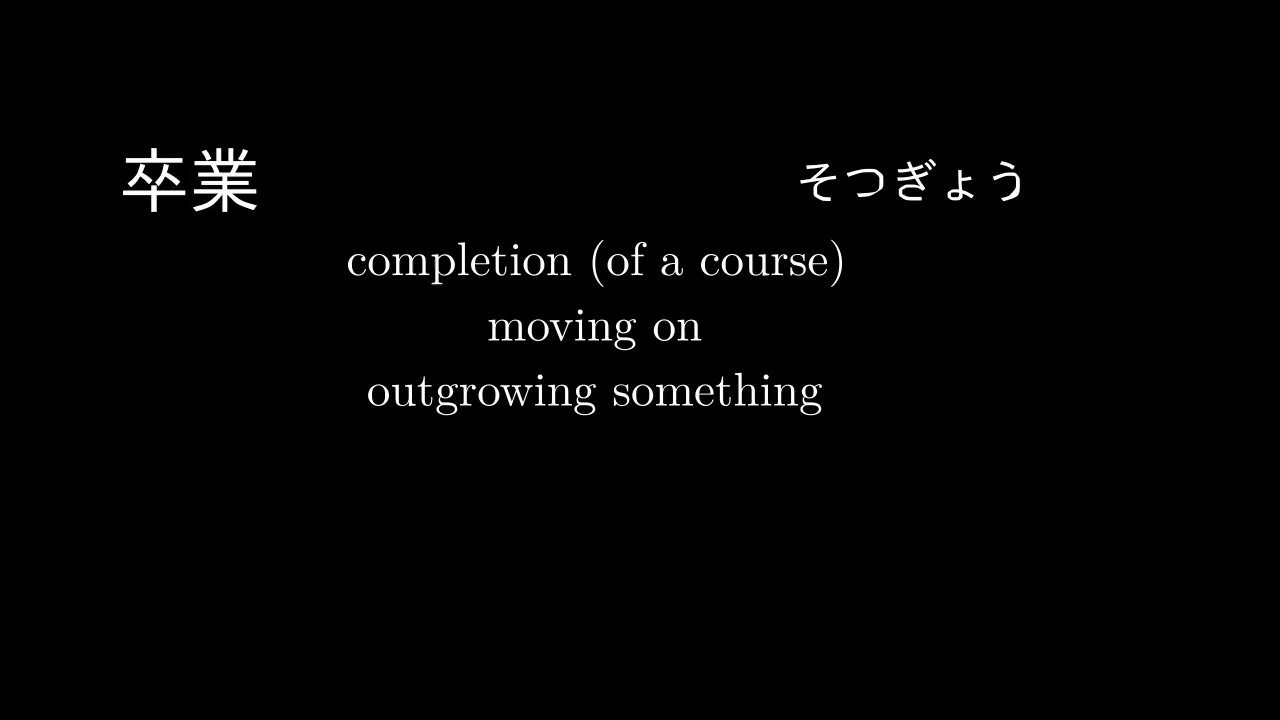 卒業 そつぎょう
completion (of a course)
moving on
outgrowing something